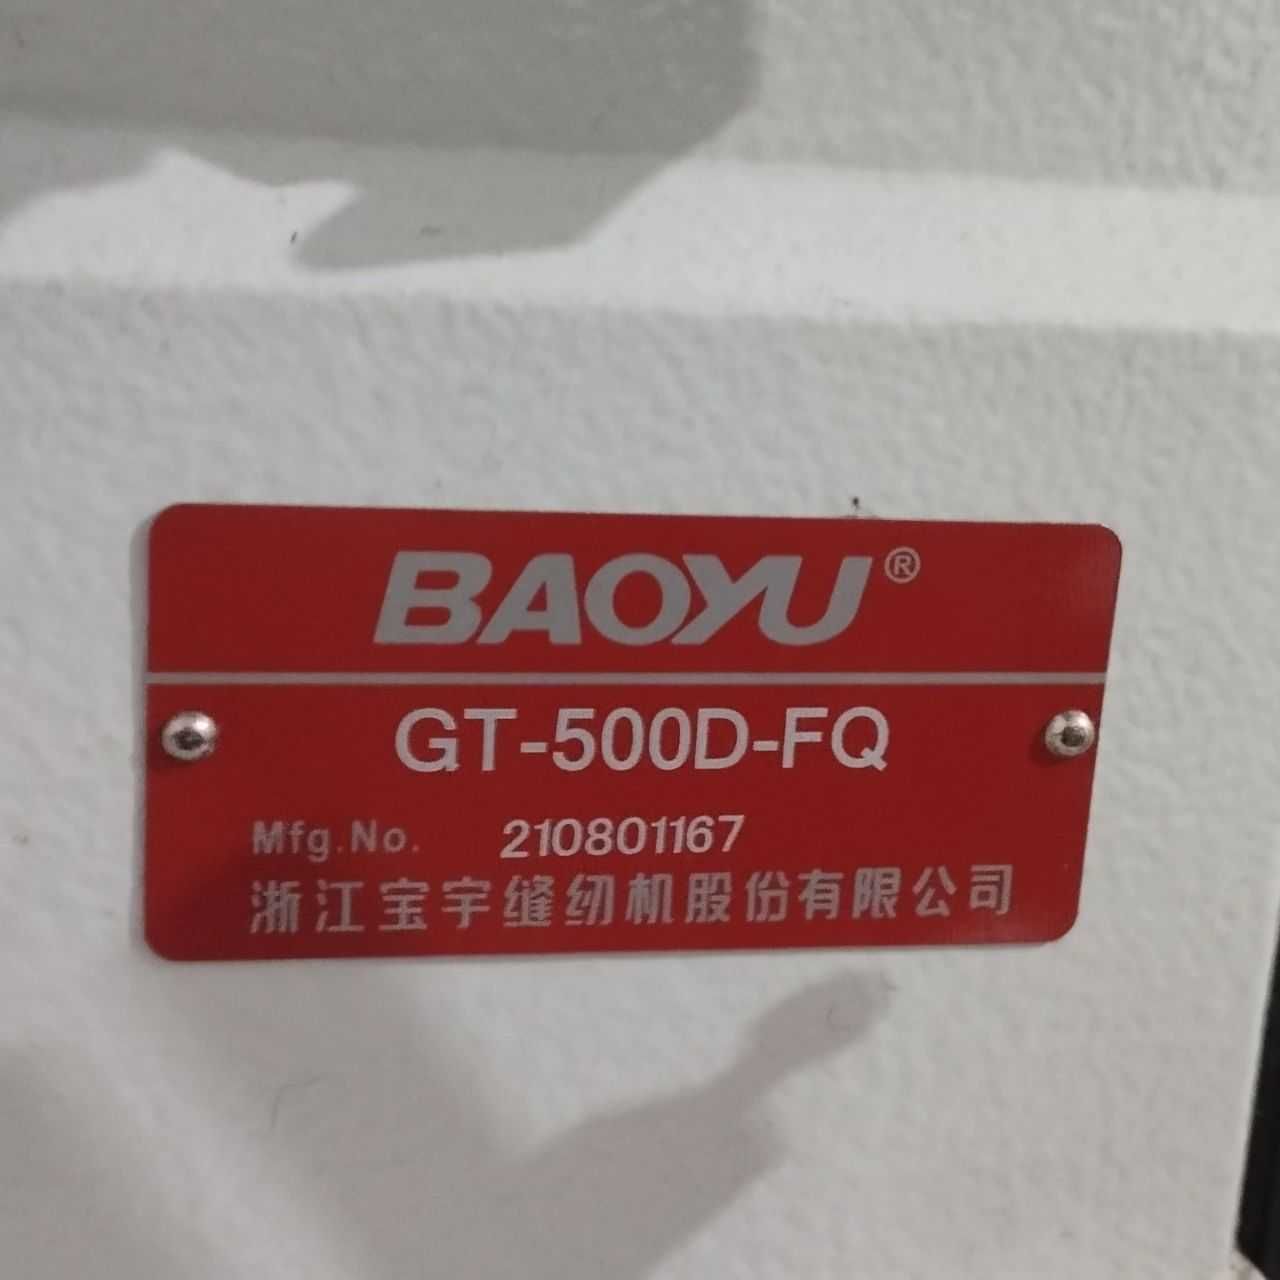 BAOYU®
GT-500D-FQ
Mfg.No. 210801167
浙江宝宇缝纫机股份有限公司